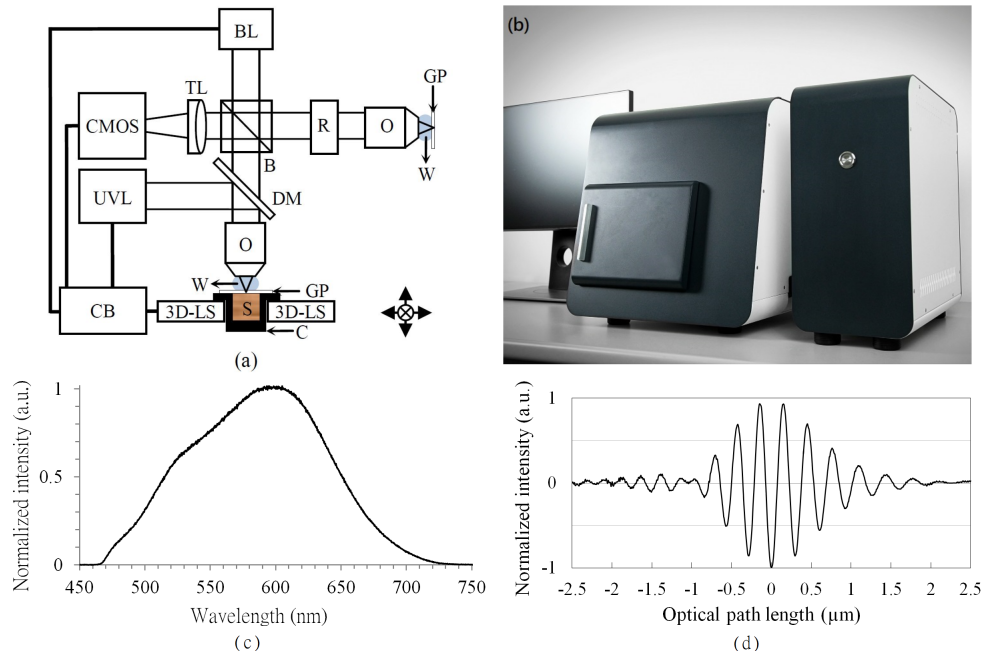 BL
TL
GP
CMOS
R
O
B
W
UVL
DM
O
W
GP
CB
3D-LS
S
3D-LS
C
(a)
(b)
Normalized intensity (a.u.)
1
0.5
0
450
500
550
600
650
700
750
Wavelength (nm)
(c)
Normalized intensity (a.u.)
1
0
-1
-2.5
-2
-1.5
-1
-0.5
0
0.5
1
1.5
2
2.5
Optical path length (µm)
(d)